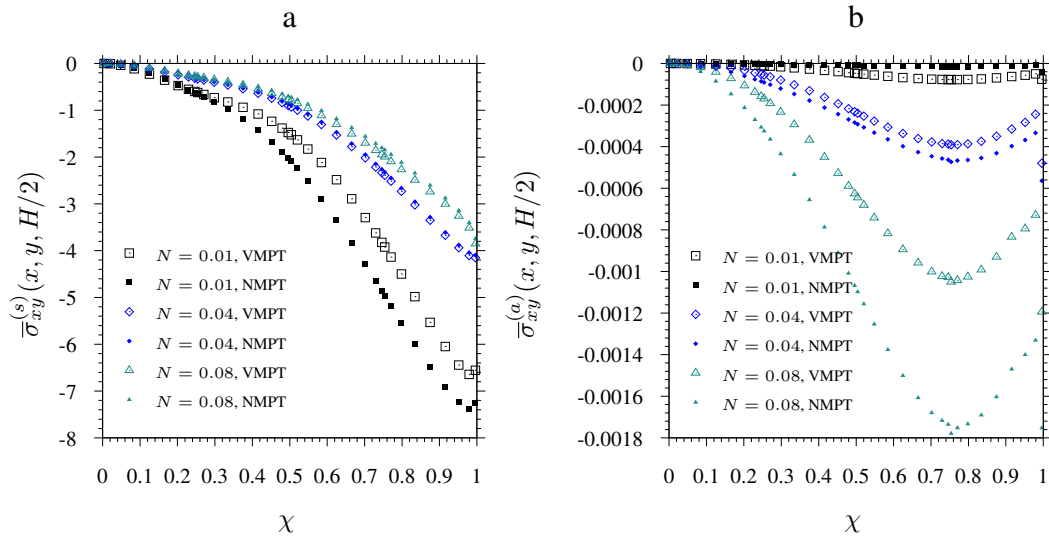 a
0
-1
-2
-3
-4
-5
-6
-7
-8
0 0.1 0.2 0.3 0.4 0.5 0.6 0.7 0.8 0.9 1
χ
σ̅_{xy}^{(s)}(x, y, H/2)
N = 0.01, VMPT
N = 0.01, NMPT
N = 0.04, VMPT
N = 0.04, NMPT
N = 0.08, VMPT
N = 0.08, NMPT
b
0
-0.0002
-0.0004
-0.0006
-0.0008
-0.001
-0.0012
-0.0014
-0.0016
-0.0018
0 0.1 0.2 0.3 0.4 0.5 0.6 0.7 0.8 0.9 1
χ
σ̅_{xy}^{(a)}(x, y, H/2)
N = 0.01, VMPT
N = 0.01, NMPT
N = 0.04, VMPT
N = 0.04, NMPT
N = 0.08, VMPT
N = 0.08, NMPT